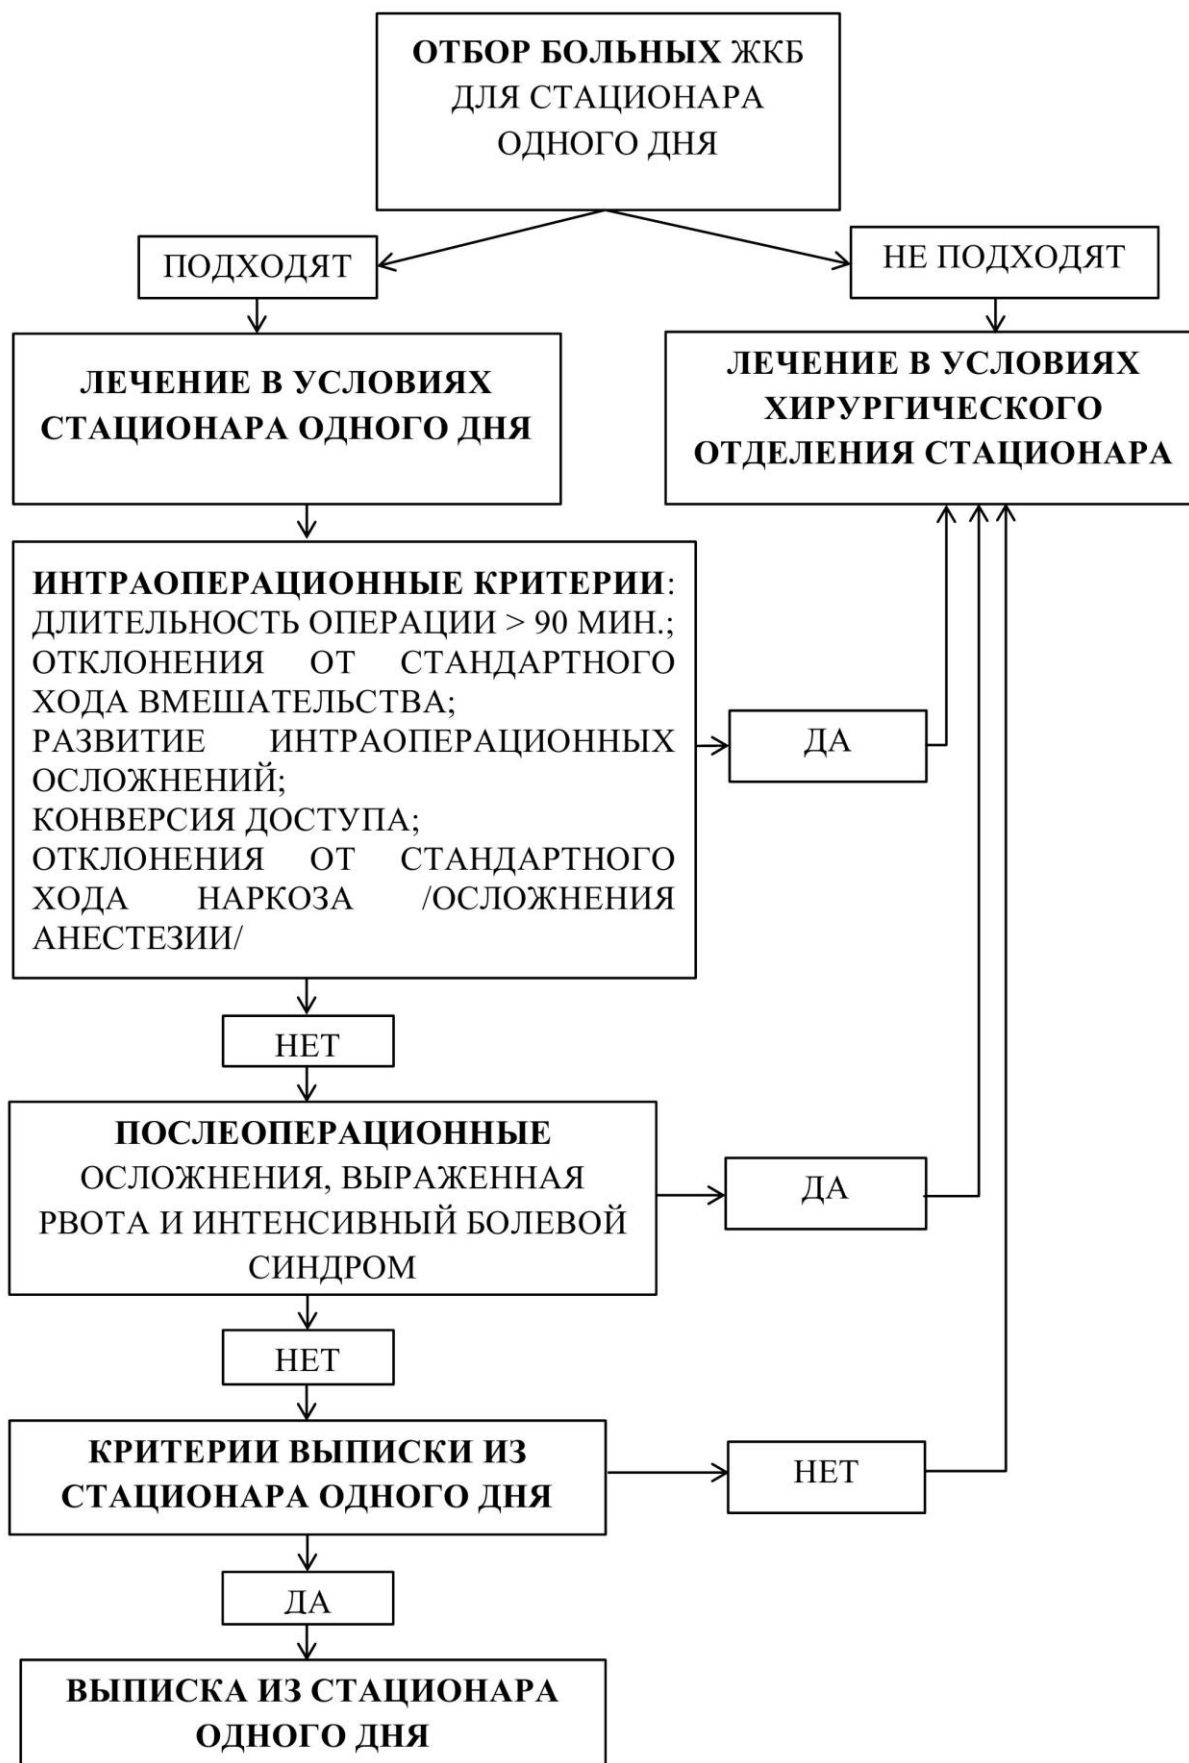 ОТБОР БОЛЬНЫХ ЖКБ
ДЛЯ СТАЦИОНАРА
ОДНОГО ДНЯ
ПОДХОДЯТ
НЕ ПОДХОДЯТ
ЛЕЧЕНИЕ В УСЛОВИЯХ
СТАЦИОНАРА ОДНОГО ДНЯ
ЛЕЧЕНИЕ В УСЛОВИЯХ
ХИРУРГИЧЕСКОГО
ОТДЕЛЕНИЯ СТАЦИОНАРА
ИНТРАОПЕРАЦИОННЫЕ КРИТЕРИИ:
ДЛИТЕЛЬНОСТЬ ОПЕРАЦИИ > 90 МИН.;
ОТКЛОНЕНИЯ ОТ СТАНДАРТНОГО
ХОДА ВМЕШАТЕЛЬСТВА;
РАЗВИТИЕ ИНТРАОПЕРАЦИОННЫХ
ОСЛОЖНЕНИЙ;
КОНВЕРСИЯ ДОСТУПА;
ОТКЛОНЕНИЯ ОТ СТАНДАРТНОГО
ХОДА НАРКОЗА /ОСЛОЖНЕНИЯ
АНЕСТЕЗИИ/
ДА
НЕТ
ПОСЛЕОПЕРАЦИОННЫЕ
ОСЛОЖНЕНИЯ, ВЫРАЖЕННАЯ
РВОТА И ИНТЕНСИВНЫЙ БОЛЕВОЙ
СИНДРОМ
ДА
НЕТ
КРИТЕРИИ ВЫПИСКИ ИЗ
СТАЦИОНАРА ОДНОГО ДНЯ
НЕТ
ДА
ВЫПИСКА ИЗ СТАЦИОНАРА
ОДНОГО ДНЯ